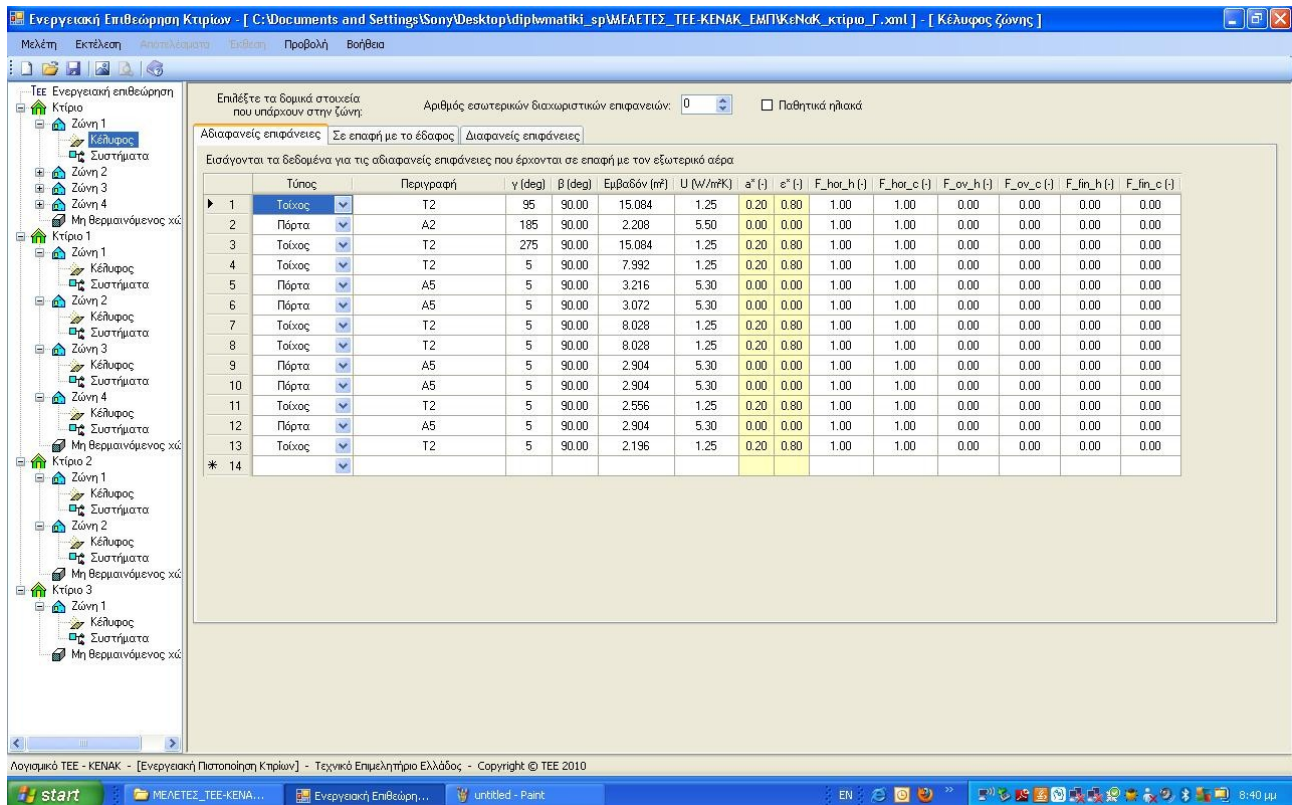 Ενεργειακή Επιθεώρηση Κτιρίων - [ C:\Documents and Settings\Sony\Desktop\diplwmatiki_sp\ΜΕΛΕΤΕΣ_ΤΕΕ-ΚΕΝΑΚ_ΕΜΠ\ΚεΝαΚ_κτίριο_Γ.xml ] - [ Κέλυφος ζώνης ]
Μελέτη Εκτέλεση Αποτελέσματα Έκθεση Προβολή Βοήθεια
ΤΕΕ Ενεργειακή επιθεώρηση
Κτίριο
Ζώνη 1
Κέλυφος
Συστήματα
Ζώνη 2
Ζώνη 3
Ζώνη 4
Μη θερμαινόμενος χώ
Κτίριο 1
Ζώνη 1
Κέλυφος
Συστήματα
Ζώνη 2
Κέλυφος
Συστήματα
Ζώνη 3
Κέλυφος
Συστήματα
Ζώνη 4
Κέλυφος
Συστήματα
Μη θερμαινόμενος χώ
Κτίριο 2
Ζώνη 1
Κέλυφος
Συστήματα
Ζώνη 2
Κέλυφος
Συστήματα
Μη θερμαινόμενος χώ
Κτίριο 3
Ζώνη 1
Κέλυφος
Συστήματα
Μη θερμαινόμενος χώ
Επιλέξτε τα δομικά στοιχεία
που υπάρχουν στην ζώνη:
Αριθμός εσωτερικών διαχωριστικών επιφανειών: 0 Παθητικά ηλιακά
Αδιαφανείς επιφάνειες Σε επαφή με το έδαφος Διαφανείς επιφάνειες
Εισάγονται τα δεδομένα για τις αδιαφανείς επιφάνειες που έρχονται σε επαφή με τον εξωτερικό αέρα
Τύπος Περιγραφή γ (deg) β (deg) Εμβαδόν (m²) U (W/m²K) α* (-) ε* (-) F_hor_h (-) F_hor_c (-) F_ov_h (-) F_ov_c (-) F_fin_h (-) F_fin_c (-)
1 Τοίχος T2 95 90.00 15.084 1.25 0.20 0.80 1.00 1.00 0.00 0.00 0.00 0.00
2 Πόρτα A2 185 90.00 2.208 5.50 0.00 0.00 1.00 1.00 0.00 0.00 0.00 0.00
3 Τοίχος T2 275 90.00 15.084 1.25 0.20 0.80 1.00 1.00 0.00 0.00 0.00 0.00
4 Τοίχος T2 5 90.00 7.992 1.25 0.20 0.80 1.00 1.00 0.00 0.00 0.00 0.00
5 Πόρτα A5 5 90.00 3.216 5.30 0.00 0.00 1.00 1.00 0.00 0.00 0.00 0.00
6 Πόρτα A5 5 90.00 3.072 5.30 0.00 0.00 1.00 1.00 0.00 0.00 0.00 0.00
7 Τοίχος T2 5 90.00 8.028 1.25 0.20 0.80 1.00 1.00 0.00 0.00 0.00 0.00
8 Τοίχος T2 5 90.00 8.028 1.25 0.20 0.80 1.00 1.00 0.00 0.00 0.00 0.00
9 Πόρτα A5 5 90.00 2.904 5.30 0.00 0.00 1.00 1.00 0.00 0.00 0.00 0.00
10 Πόρτα A5 5 90.00 2.904 5.30 0.00 0.00 1.00 1.00 0.00 0.00 0.00 0.00
11 Τοίχος T2 5 90.00 2.556 1.25 0.20 0.80 1.00 1.00 0.00 0.00 0.00 0.00
12 Πόρτα A5 5 90.00 2.904 5.30 0.00 0.00 1.00 1.00 0.00 0.00 0.00 0.00
13 Τοίχος T2 5 90.00 2.196 1.25 0.20 0.80 1.00 1.00 0.00 0.00 0.00 0.00
* 14
Λογισμικό ΤΕΕ - ΚΕΝΑΚ - [Ενεργειακή Πιστοποίηση Κτιρίων] - Τεχνικό Επιμελητήριο Ελλάδος - Copyright © ΤΕΕ 2010
start ΜΕΛΕΤΕΣ_ΤΕΕ-ΚΕΝΑ... Ενεργειακή Επιθεώρη... untitled - Paint EN 8:40 μμ